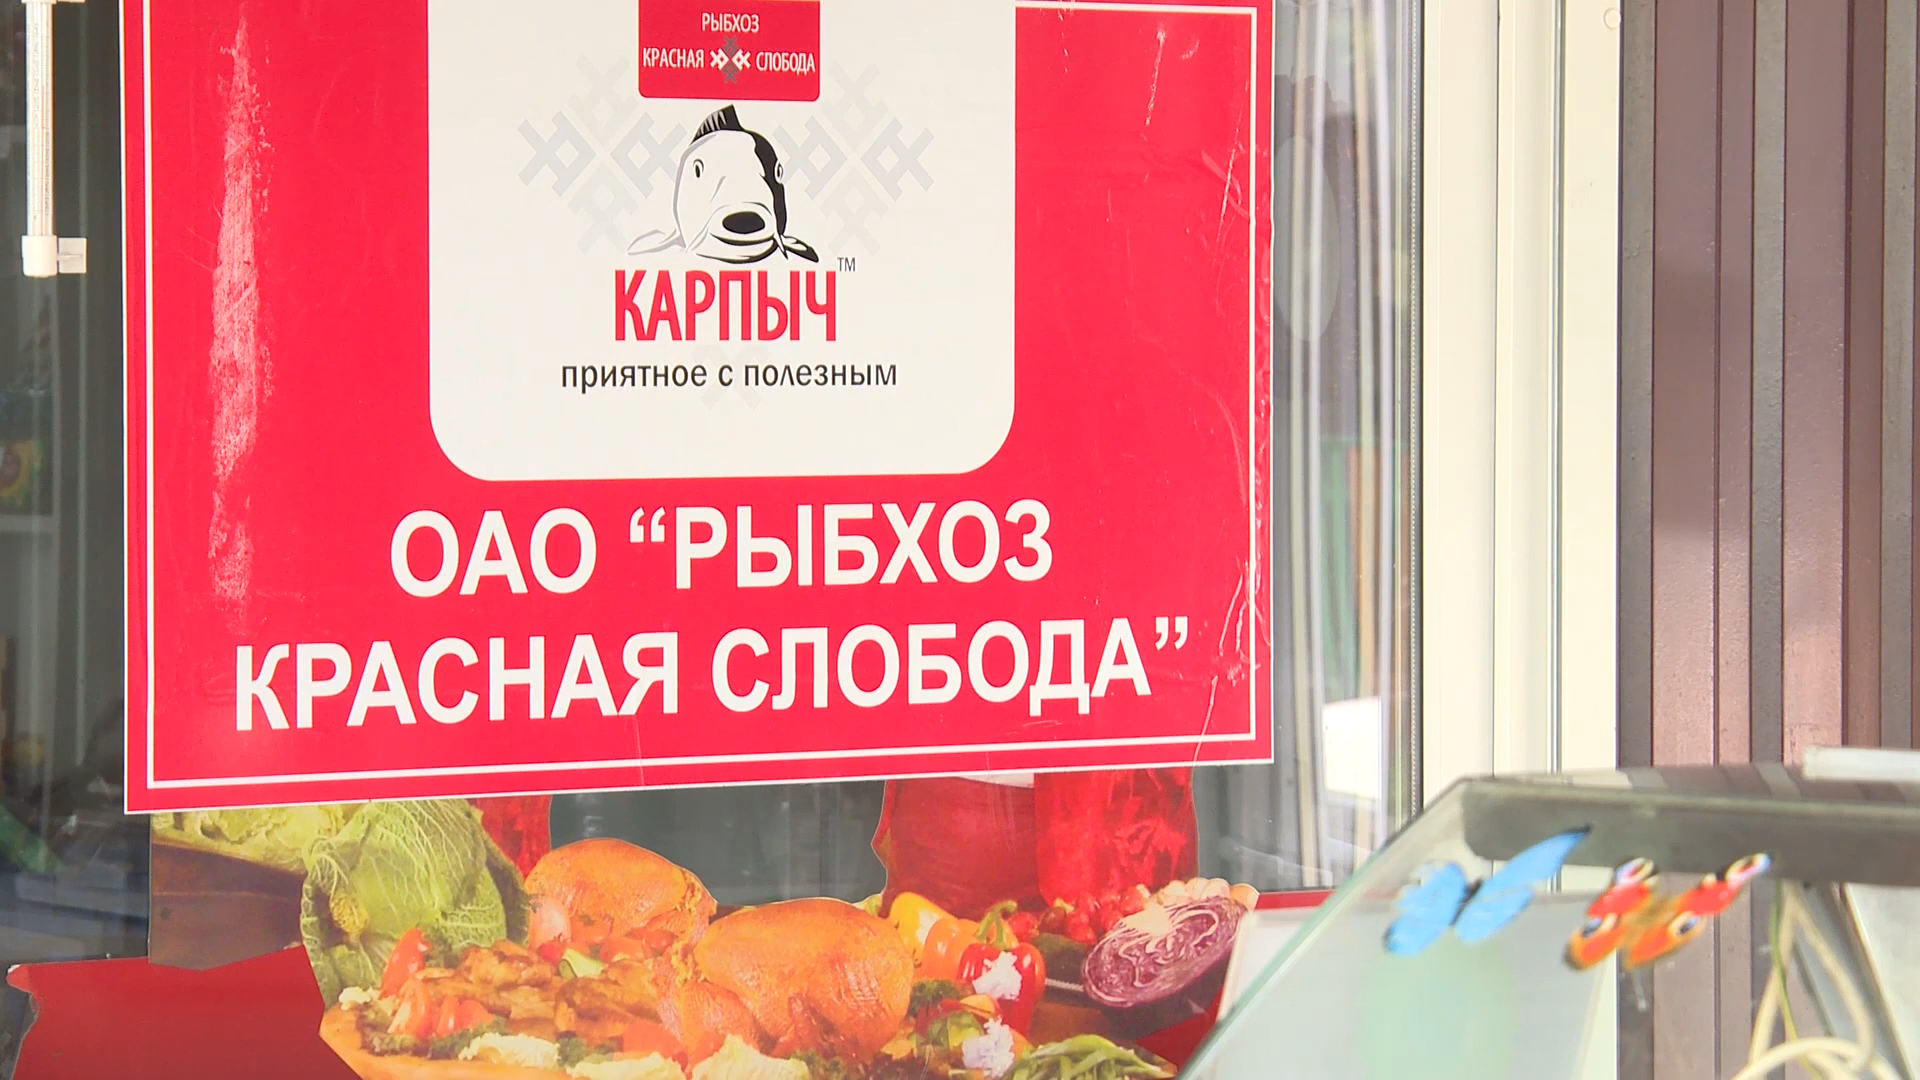 РЫБХОЗ
КРАСНАЯ СЛОБОДА
КАРПЫЧ™
приятное с полезным
ОАО “РЫБХОЗ
КРАСНАЯ СЛОБОДА”